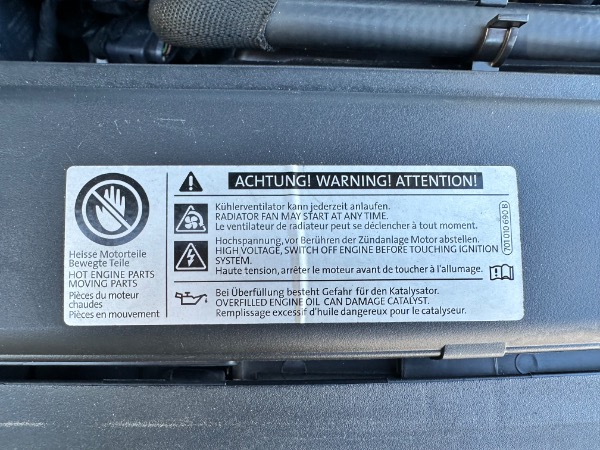 ACHTUNG! WARNING! ATTENTION!
Kühlerventilator kann jederzeit anlaufen.
RADIATOR FAN MAY START AT ANY TIME.
Le ventilateur de radiateur peut se déclencher à tout moment.
Hochspannung, vor Berühren der Zündanlage Motor abstellen.
HIGH VOLTAGE, SWITCH OFF ENGINE BEFORE TOUCHING IGNITION
SYSTEM.
Haute tension, arrêter le moteur avant de toucher à l'allumage.
Bei Überfüllung besteht Gefahr für den Katalysator.
OVERFILLED ENGINE OIL CAN DAMAGE CATALYST.
Remplissage excessif d'huile dangereux pour le catalyseur.
Heisse Motorteile
Bewegte Teile
HOT ENGINE PARTS
MOVING PARTS
Pièces du moteur
chaudes
Pièces en mouvement
701 010 690 B